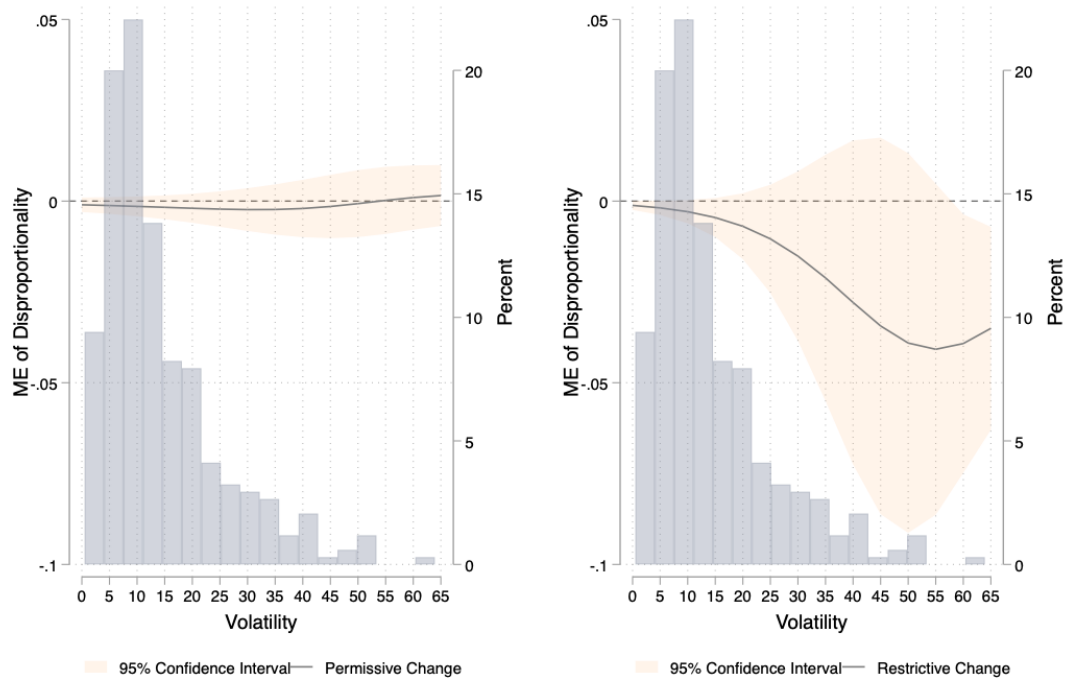 .05
0
-.05
-.1
ME of Disproportionality
20
15
10
5
0
Percent
0 5 10 15 20 25 30 35 40 45 50 55 60 65
Volatility
95% Confidence Interval Permissive Change
.05
0
-.05
-.1
ME of Disproportionality
20
15
10
5
0
Percent
0 5 10 15 20 25 30 35 40 45 50 55 60 65
Volatility
95% Confidence Interval Restrictive Change